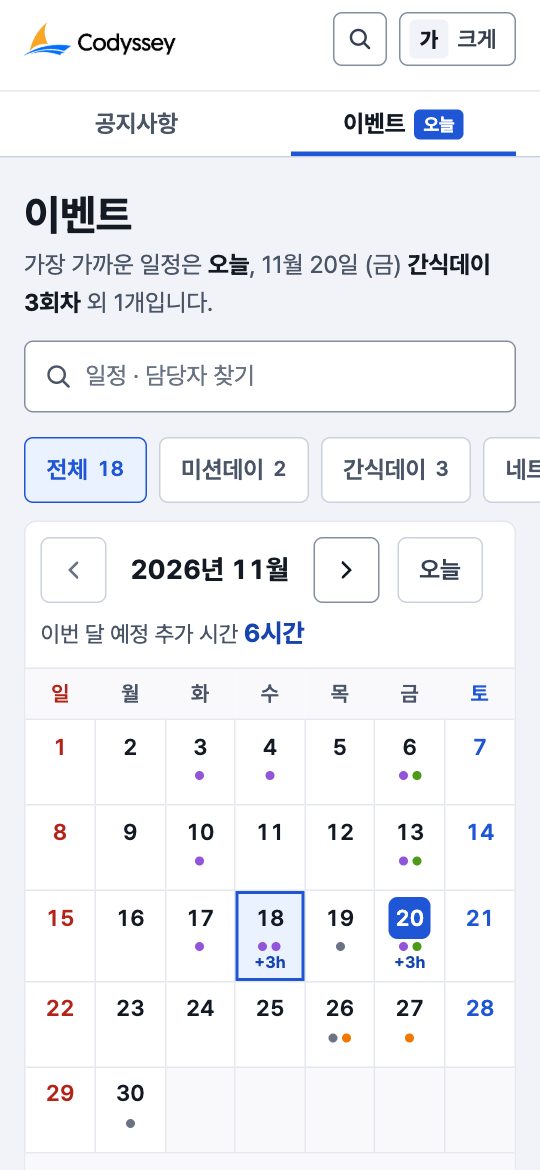 Codyssey
가 크게
공지사항
이벤트 오늘
이벤트
가장 가까운 일정은 오늘, 11월 20일 (금) 간식데이
3회차 외 1개입니다.
일정 · 담당자 찾기
전체 18 미션데이 2 간식데이 3 네트
2026년 11월
오늘
이번 달 예정 추가 시간 6시간
일 월 화 수 목 금 토
1 2 3 4 5 6 7
8 9 10 11 12 13 14
15 16 17 18 19 20 21
+3h +3h
22 23 24 25 26 27 28
29 30